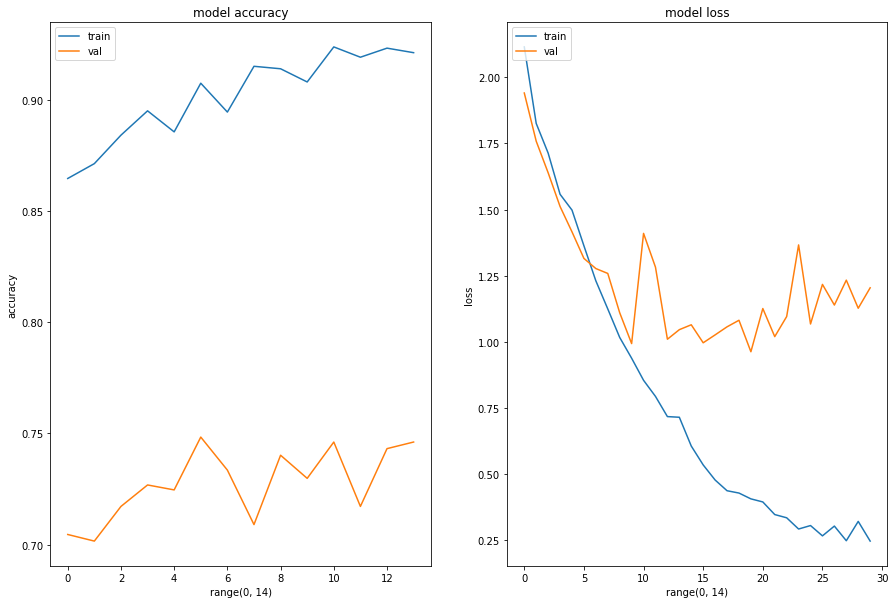 model accuracy
train
val
0.90
0.85
0.80
0.75
0.70
accuracy
0 2 4 6 8 10 12
range(0, 14)
model loss
train
val
2.00
1.75
1.50
1.25
1.00
0.75
0.50
0.25
loss
0 5 10 15 20 25 30
range(0, 14)